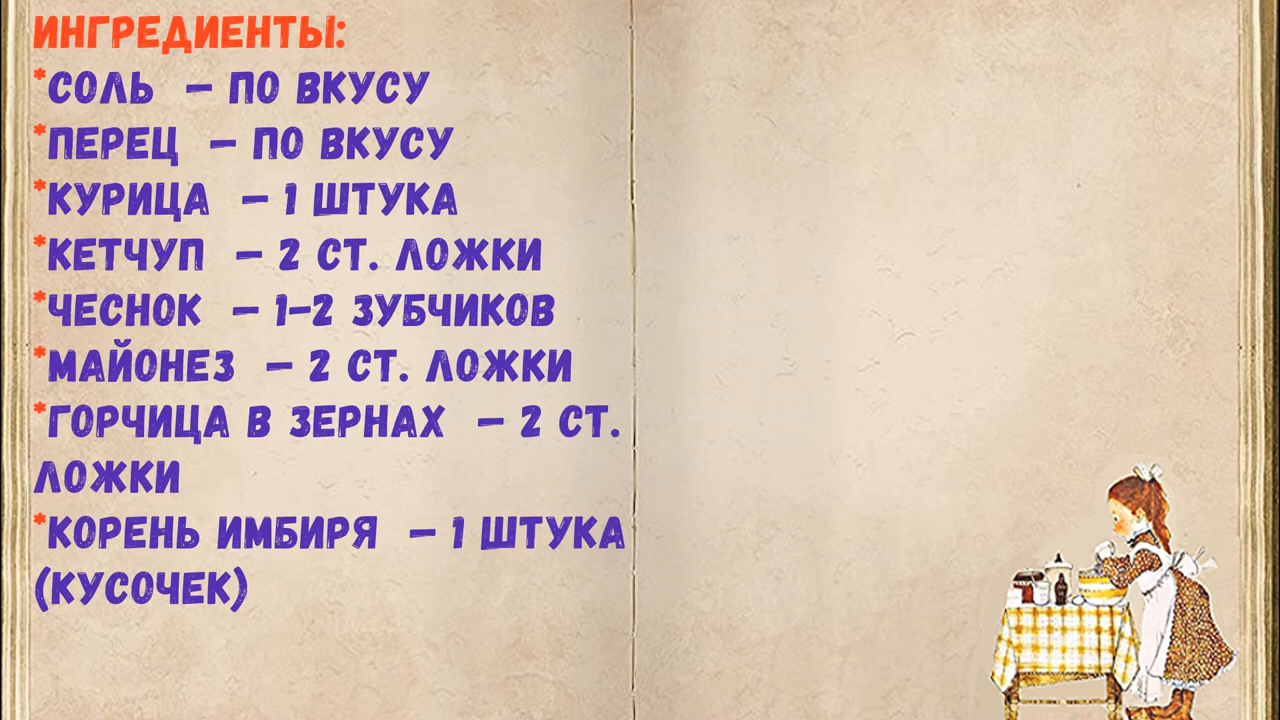 ИНГРЕДИЕНТЫ:
*СОЛЬ – ПО ВКУСУ
*ПЕРЕЦ – ПО ВКУСУ
*КУРИЦА – 1 ШТУКА
*КЕТЧУП – 2 СТ. ЛОЖКИ
*ЧЕСНОК – 1-2 ЗУБЧИКОВ
*МАЙОНЕЗ – 2 СТ. ЛОЖКИ
*ГОРЧИЦА В ЗЕРНАХ – 2 СТ.
ЛОЖКИ
*КОРЕНЬ ИМБИРЯ – 1 ШТУКА
(КУСОЧЕК)